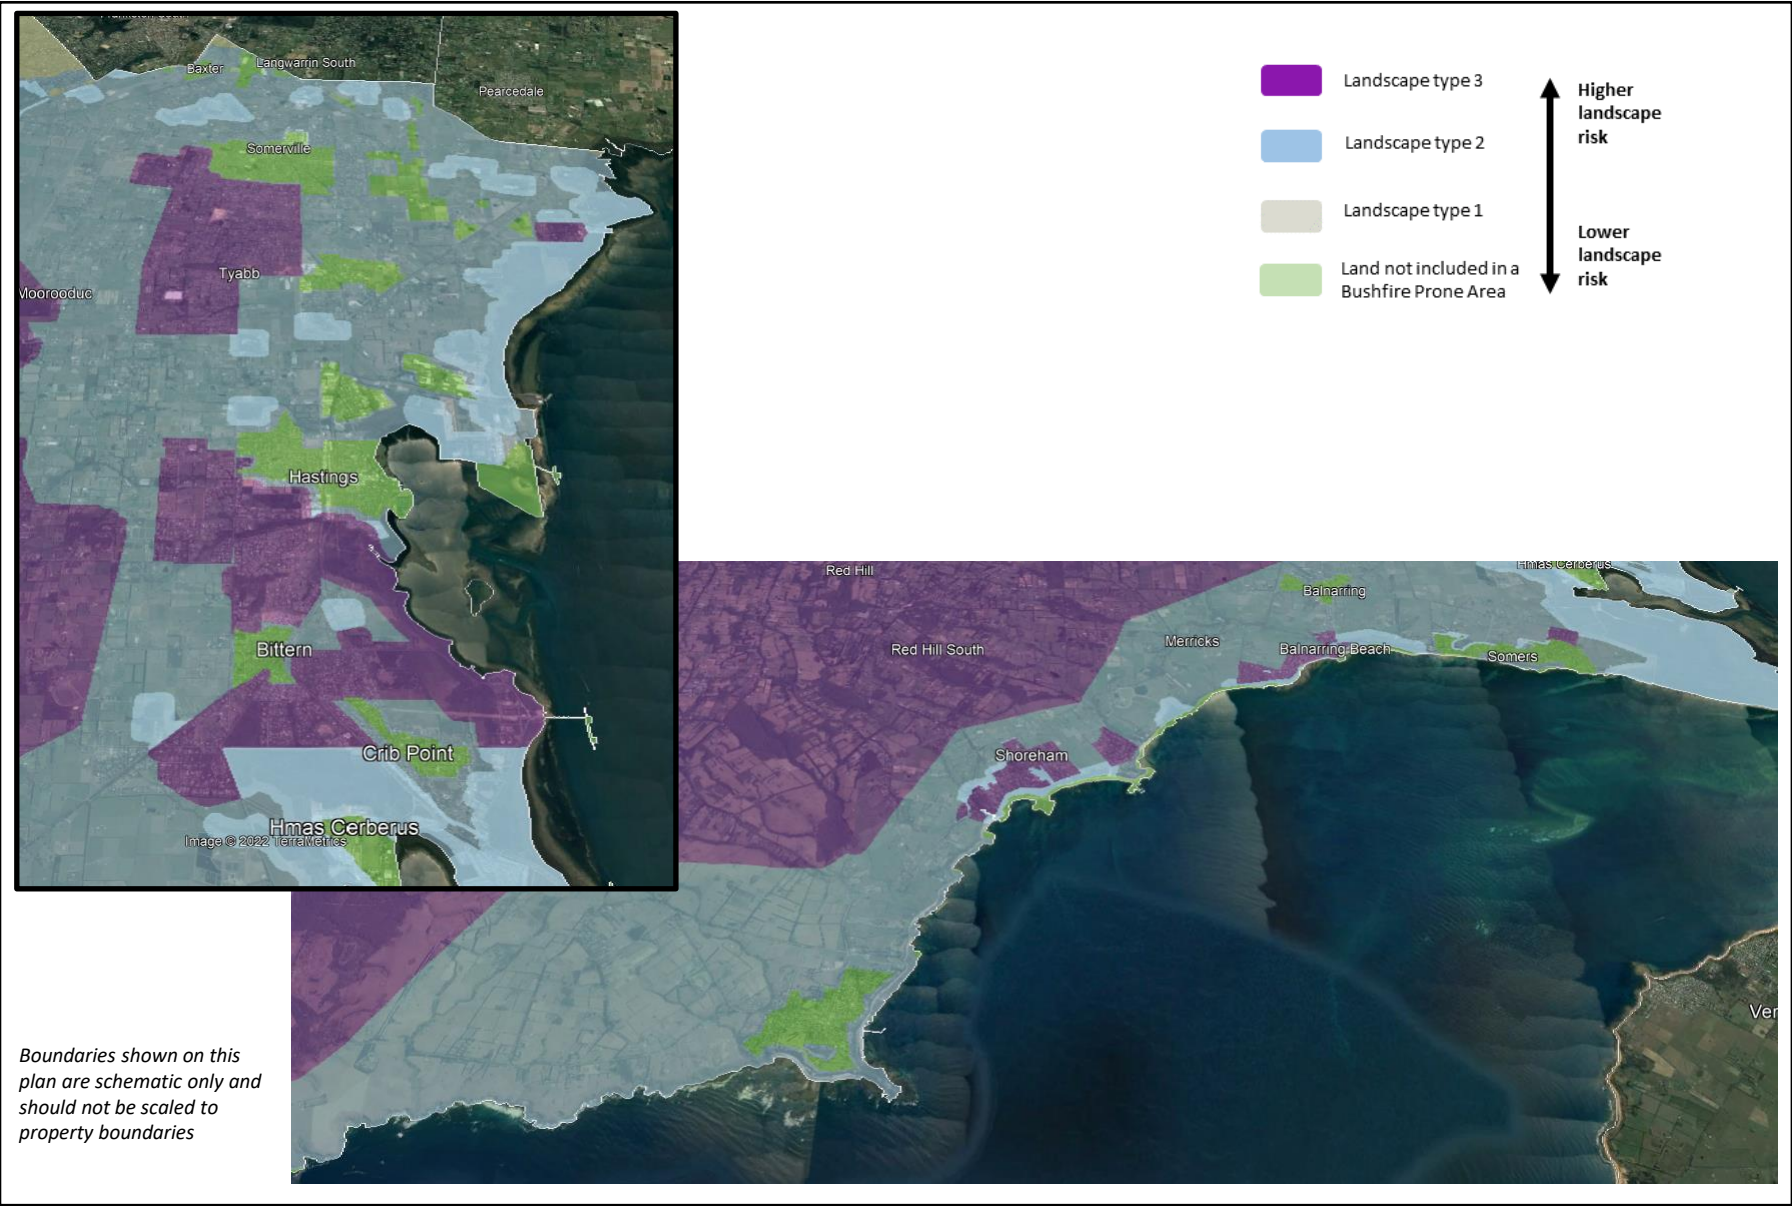 Baxter
Langwarrin South
Pearcedale
Somerville
Tyabb
Moorooduc
Hastings
Bittern
Crib Point
Hmas Cerberus
Image © 2022 TerraMetrics
Landscape type 3
Landscape type 2
Landscape type 1
Land not included in a
Bushfire Prone Area
Higher
landscape
risk
Lower
landscape
risk
Red Hill
Hmas Cerberus
Balnarring
Merricks
Red Hill South
Balnarring Beach
Somers
Shoreham
Ver
Boundaries shown on this
plan are schematic only and
should not be scaled to
property boundaries